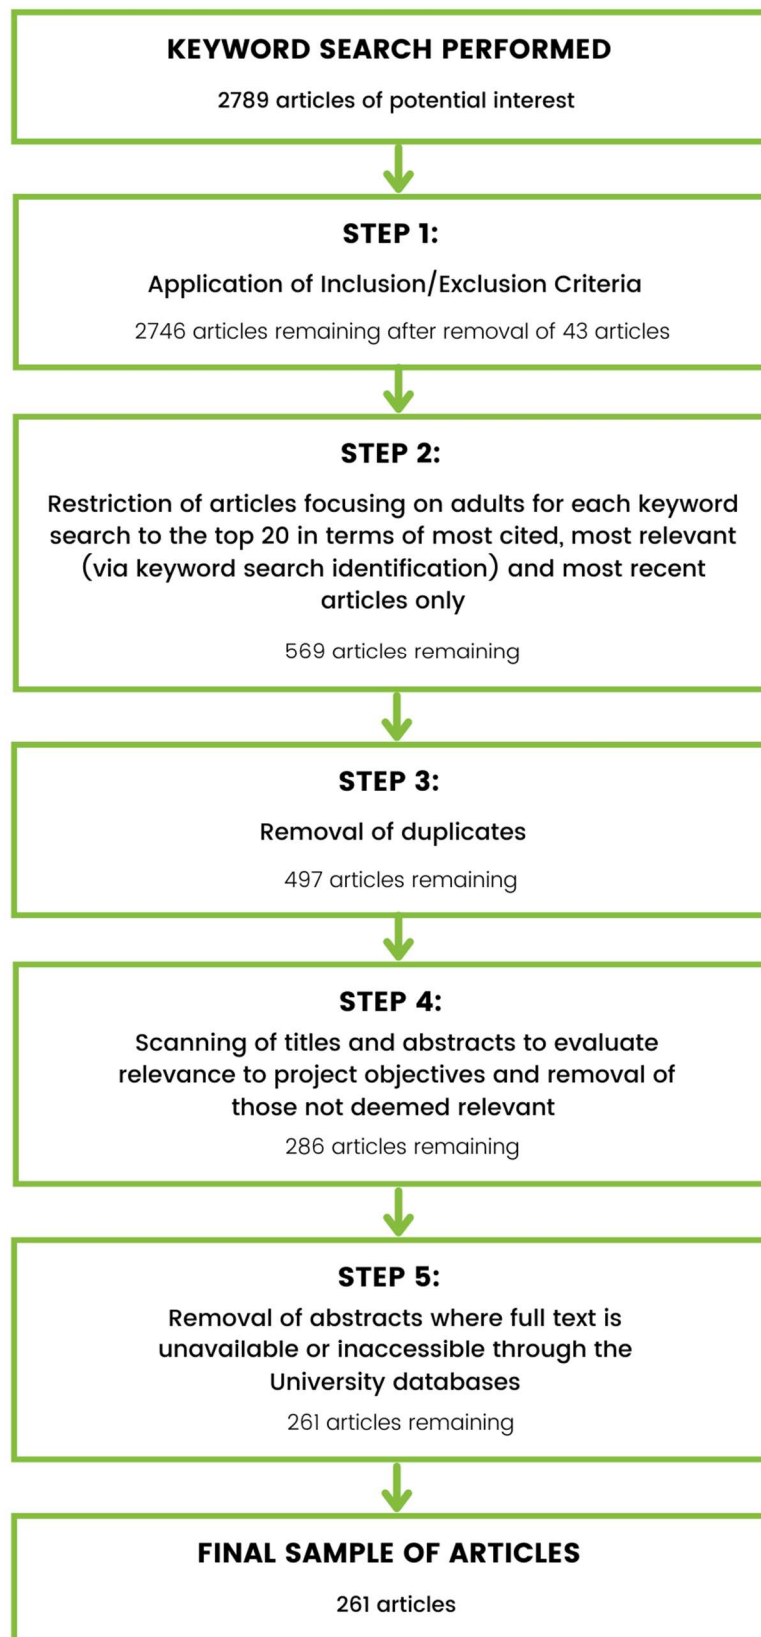 KEYWORD SEARCH PERFORMED
2789 articles of potential interest
STEP 1:
Application of Inclusion/Exclusion Criteria
2746 articles remaining after removal of 43 articles
STEP 2:
Restriction of articles focusing on adults for each keyword
search to the top 20 in terms of most cited, most relevant
(via keyword search identification) and most recent
articles only
569 articles remaining
STEP 3:
Removal of duplicates
497 articles remaining
STEP 4:
Scanning of titles and abstracts to evaluate
relevance to project objectives and removal of
those not deemed relevant
286 articles remaining
STEP 5:
Removal of abstracts where full text is
unavailable or inaccessible through the
University databases
261 articles remaining
FINAL SAMPLE OF ARTICLES
261 articles